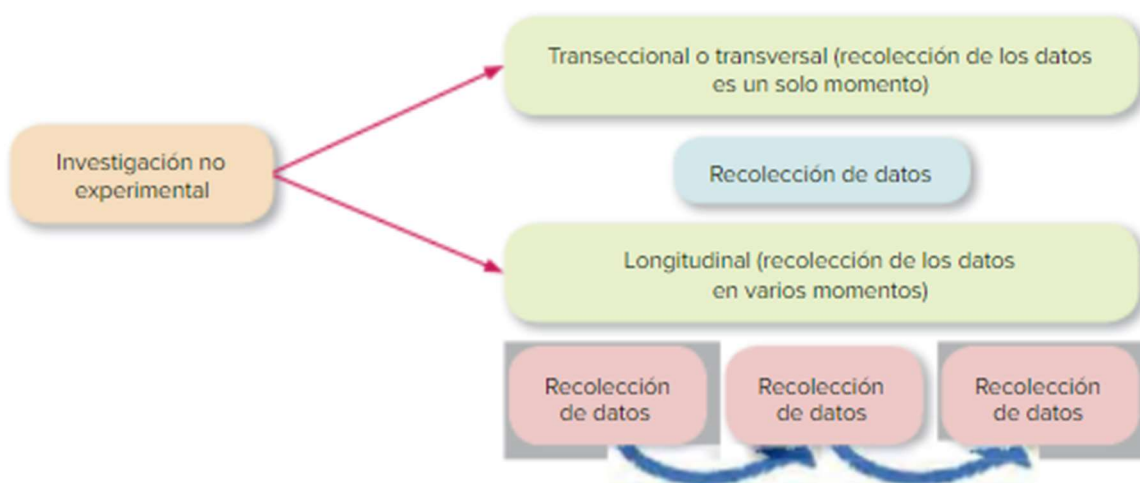 Transeccional o transversal (recolección de los datos
es un solo momento)
Investigación no
experimental
Recolección de datos
Longitudinal (recolección de los datos
en varios momentos)
Recolección
de datos
Recolección
de datos
Recolección
de datos